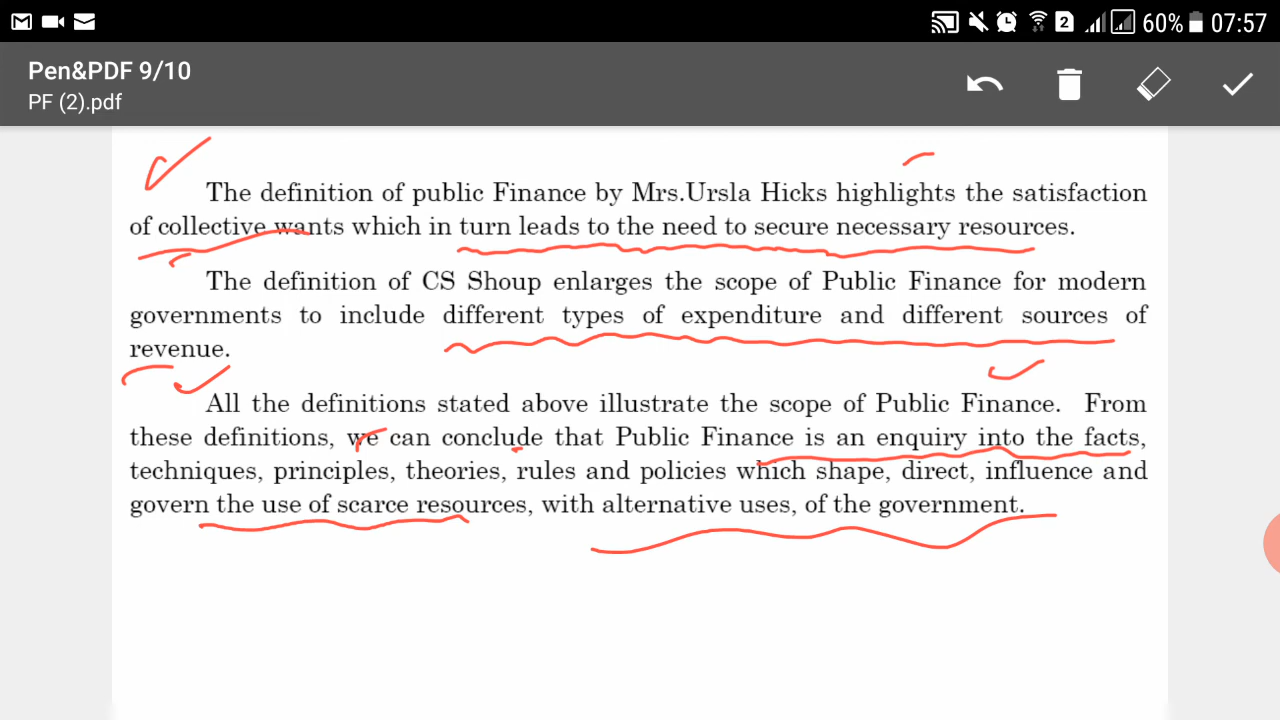 2 60% 07:57
Pen&PDF 9/10
PF (2).pdf
The definition of public Finance by Mrs.Ursla Hicks highlights the satisfaction
of collective wants which in turn leads to the need to secure necessary resources.
The definition of CS Shoup enlarges the scope of Public Finance for modern
governments to include different types of expenditure and different sources of
revenue.
All the definitions stated above illustrate the scope of Public Finance. From
these definitions, we can conclude that Public Finance is an enquiry into the facts,
techniques, principles, theories, rules and policies which shape, direct, influence and
govern the use of scarce resources, with alternative uses, of the government.